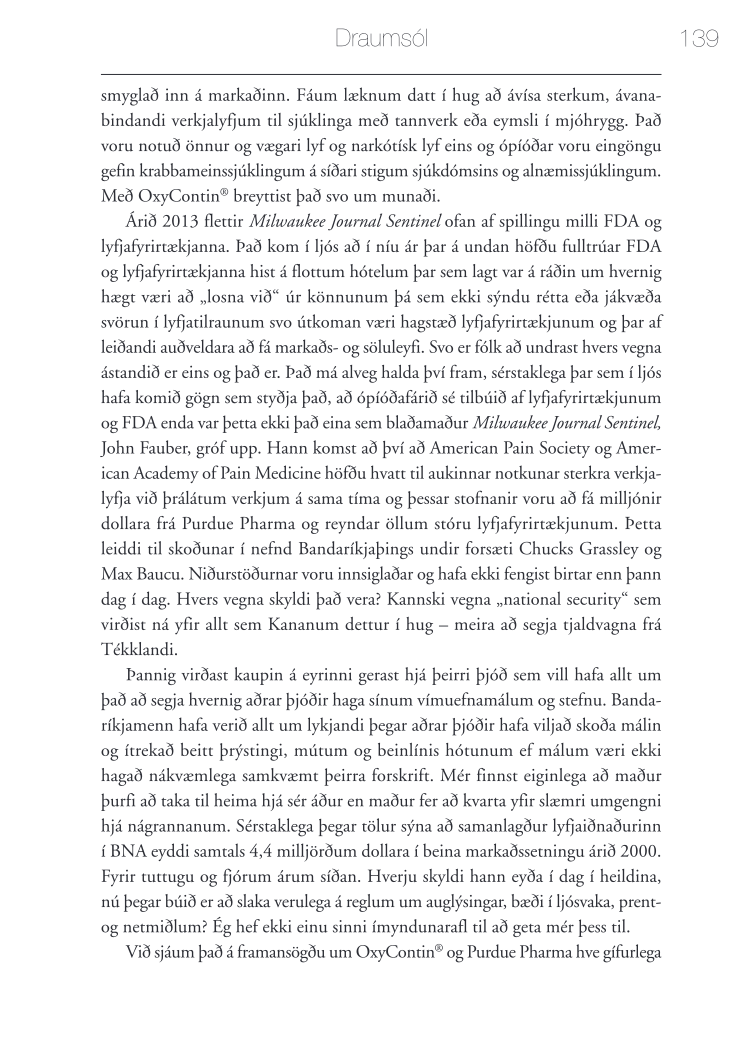 Draumsól 139
smyglað inn á markaðinn. Fáum læknum datt í hug að ávísa sterkum, ávana-
bindandi verkjalyfjum til sjúklinga með tannverk eða eymsli í mjóhrygg. Það
voru notuð önnur og vægari lyf og narkótísk lyf eins og ópíóðar voru eingöngu
gefin krabbameinssjúklingum á síðari stigum sjúkdómsins og alnæmissjúklingum.
Með OxyContin® breyttist það svo um munaði.
Árið 2013 flettir Milwaukee Journal Sentinel ofan af spillingu milli FDA og
lyfjafyrirtækjanna. Það kom í ljós að í níu ár þar á undan höfðu fulltrúar FDA
og lyfjafyrirtækjanna hist á flottum hótelum þar sem lagt var á ráðin um hvernig
hægt væri að „losna við“ úr könnunum þá sem ekki sýndu rétta eða jákvæða
svörun í lyfjatilraunum svo útkoman væri hagstæð lyfjafyrirtækjunum og þar af
leiðandi auðveldara að fá markaðs- og söluleyfi. Svo er fólk að undrast hvers vegna
ástandið er eins og það er. Það má alveg halda því fram, sérstaklega þar sem í ljós
hafa komið gögn sem styðja það, að ópíóðafárið sé tilbúið af lyfjafyrirtækjunum
og FDA enda var þetta ekki það eina sem blaðamaður Milwaukee Journal Sentinel,
John Fauber, gróf upp. Hann komst að því að American Pain Society og Amer-
ican Academy of Pain Medicine höfðu hvatt til aukinnar notkunar sterkra verkja-
lyfja við þrálátum verkjum á sama tíma og þessar stofnanir voru að fá milljónir
dollara frá Purdue Pharma og reyndar öllum stóru lyfjafyrirtækjunum. Þetta
leiddi til skoðunar í nefnd Bandaríkjaþings undir forsæti Chucks Grassley og
Max Baucu. Niðurstöðurnar voru innsiglaðar og hafa ekki fengist birtar enn þann
dag í dag. Hvers vegna skyldi það vera? Kannski vegna „national security“ sem
virðist ná yfir allt sem Kananum dettur í hug – meira að segja tjaldvagna frá
Tékklandi.
Þannig virðast kaupin á eyrinni gerast hjá þeirri þjóð sem vill hafa allt um
það að segja hvernig aðrar þjóðir haga sínum vímuefnamálum og stefnu. Banda-
ríkjamenn hafa verið allt um lykjandi þegar aðrar þjóðir hafa viljað skoða málin
og ítrekað beitt þrýstingi, mútum og beinlínis hótunum ef málum væri ekki
hagað nákvæmlega samkvæmt þeirra forskrift. Mér finnst eiginlega að maður
þurfi að taka til heima hjá sér áður en maður fer að kvarta yfir slæmri umgengni
hjá nágrannanum. Sérstaklega þegar tölur sýna að samanlagður lyfjaiðnaðurinn
í BNA eyddi samtals 4,4 milljörðum dollara í beina markaðssetningu árið 2000.
Fyrir tuttugu og fjórum árum síðan. Hverju skyldi hann eyða í dag í heildina,
nú þegar búið er að slaka verulega á reglum um auglýsingar, bæði í ljósvaka, prent-
og netmiðlum? Ég hef ekki einu sinni ímyndunarafl til að geta mér þess til.
Við sjáum það á framansögðu um OxyContin® og Purdue Pharma hve gífurlega